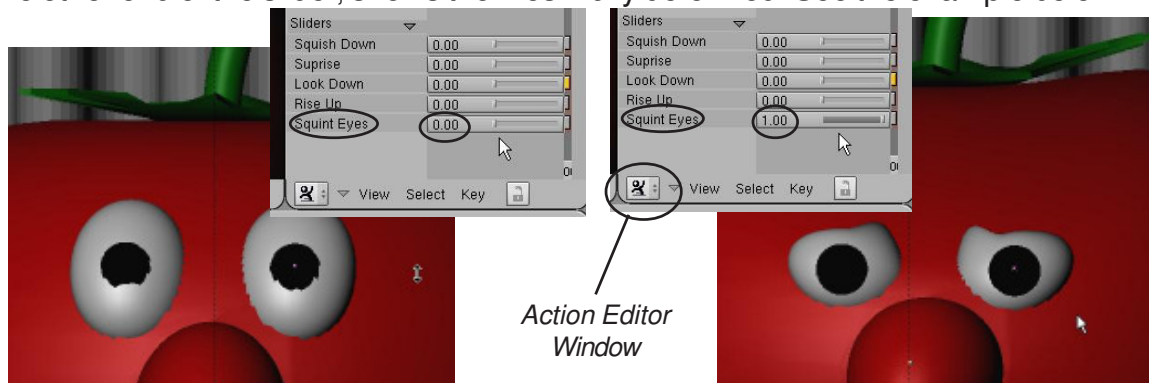 Sliders
Squish Down 0.00
Suprise 0.00
Look Down 0.00
Rise Up 0.00
Squint Eyes 0.00
View Select Key
Sliders
Squish Down 0.00
Suprise 0.00
Look Down 0.00
Rise Up 0.00
Squint Eyes 1.00
View Select Key
Action Editor
Window